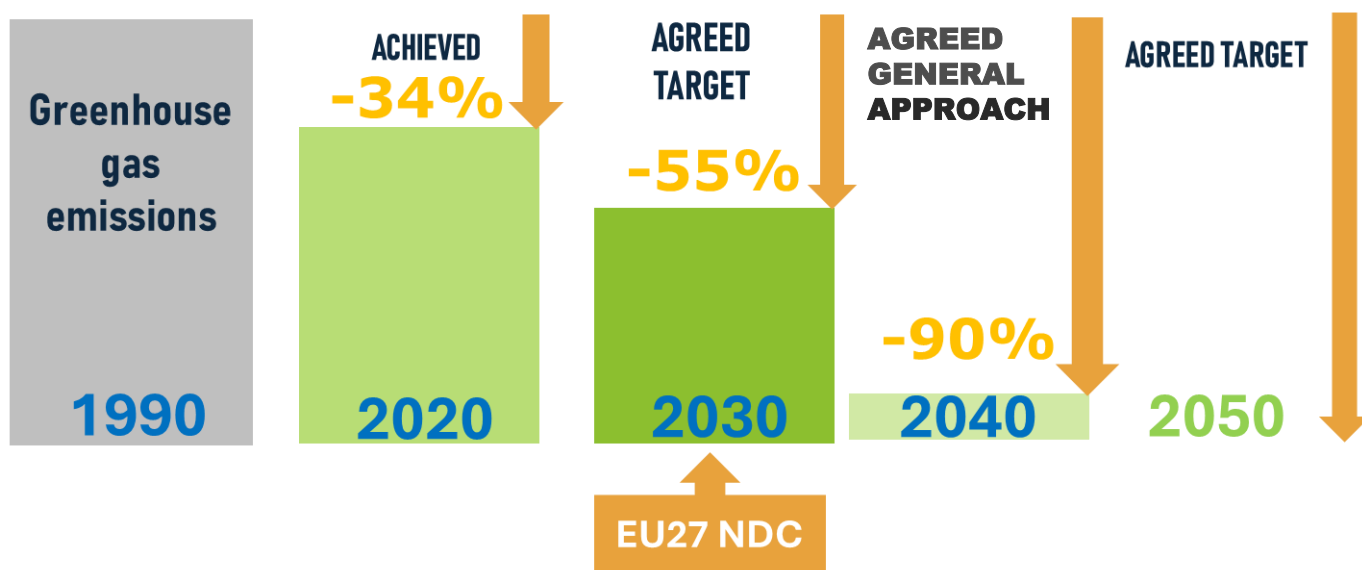 Greenhouse
gas
emissions
1990
ACHIEVED
-34%
2020
AGREED
TARGET
-55%
2030
EU27 NDC
AGREED
GENERAL
APPROACH
-90%
2040
AGREED TARGET
2050